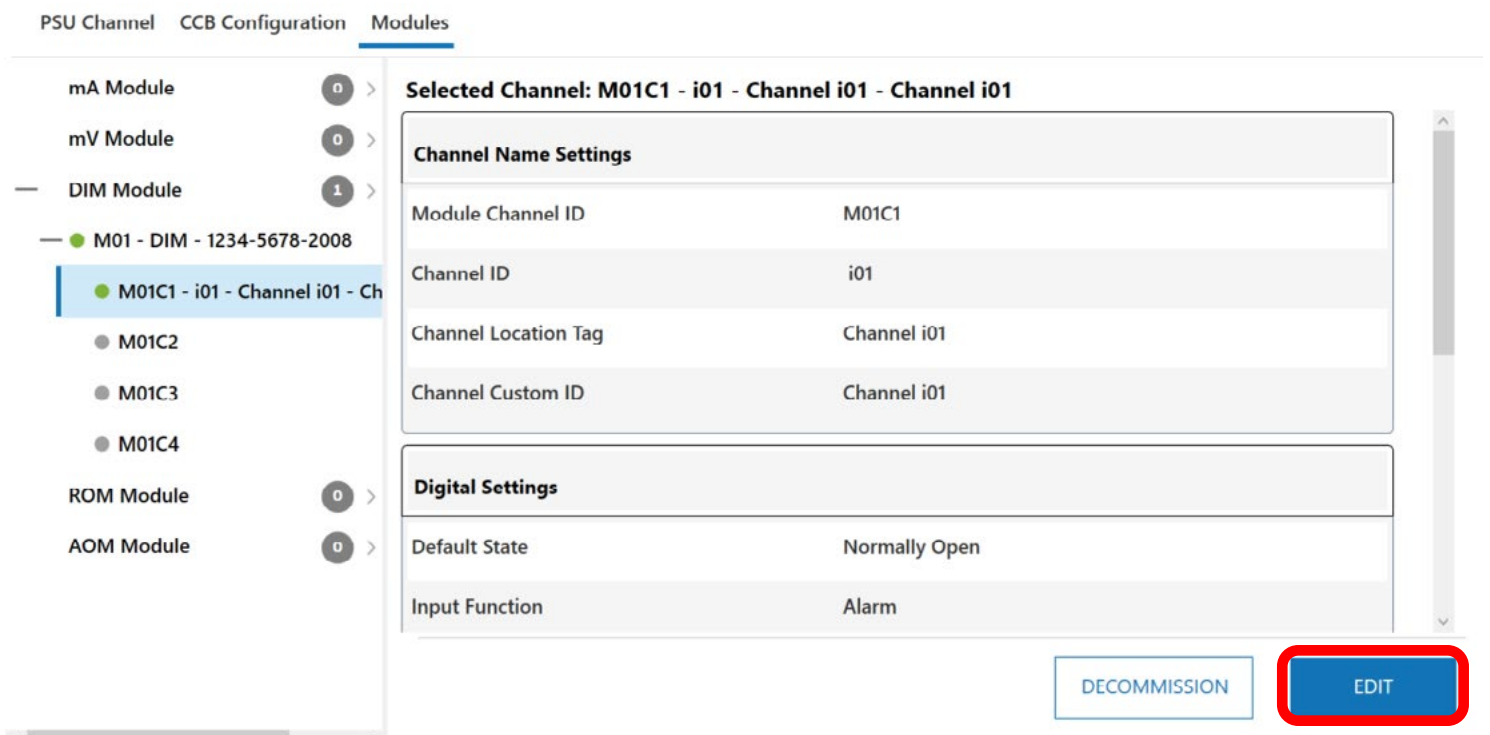 PSU Channel CCB Configuration Modules
mA Module 0
mV Module 0
DIM Module 1
M01 - DIM - 1234-5678-2008
M01C1 - i01 - Channel i01 - Ch
M01C2
M01C3
M01C4
ROM Module 0
AOM Module 0
Selected Channel: M01C1 - i01 - Channel i01 - Channel i01
Channel Name Settings
Module Channel ID M01C1
Channel ID i01
Channel Location Tag Channel i01
Channel Custom ID Channel i01
Digital Settings
Default State Normally Open
Input Function Alarm
DECOMMISSION EDIT